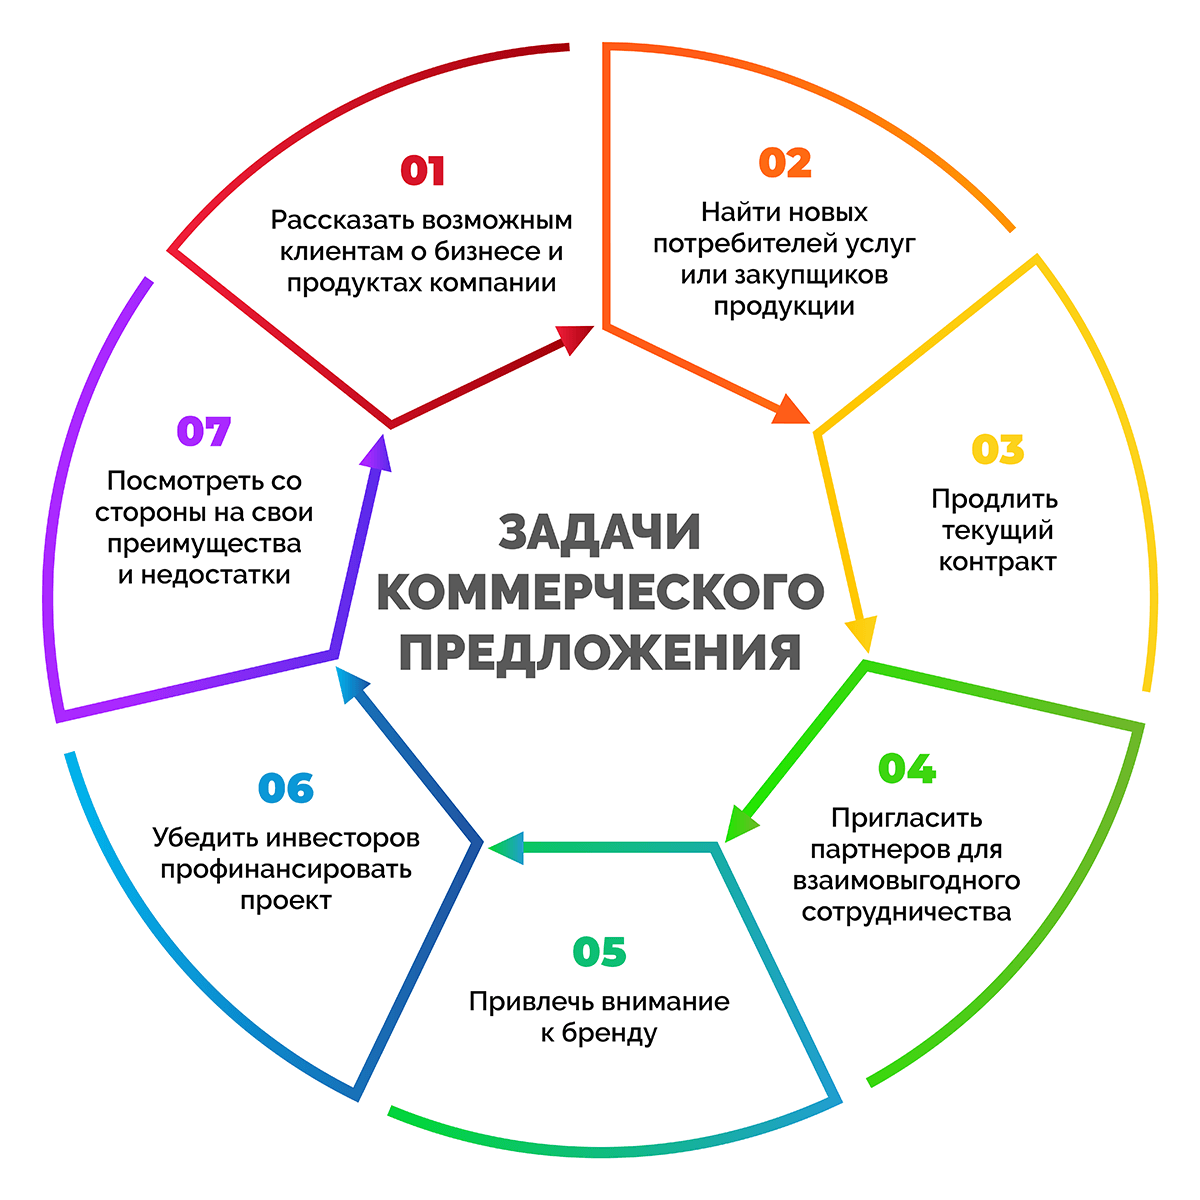 ЗАДАЧИ
КОММЕРЧЕСКОГО
ПРЕДЛОЖЕНИЯ
01
Рассказать возможным
клиентам о бизнесе и
продуктах компании
02
Найти новых
потребителей услуг
или закупщиков
продукции
03
Продлить
текущий
контракт
04
Пригласить
партнеров для
взаимовыгодного
сотрудничества
05
Привлечь внимание
к бренду
06
Убедить инвесторов
профинансировать
проект
07
Посмотреть со
стороны на свои
преимущества
и недостатки